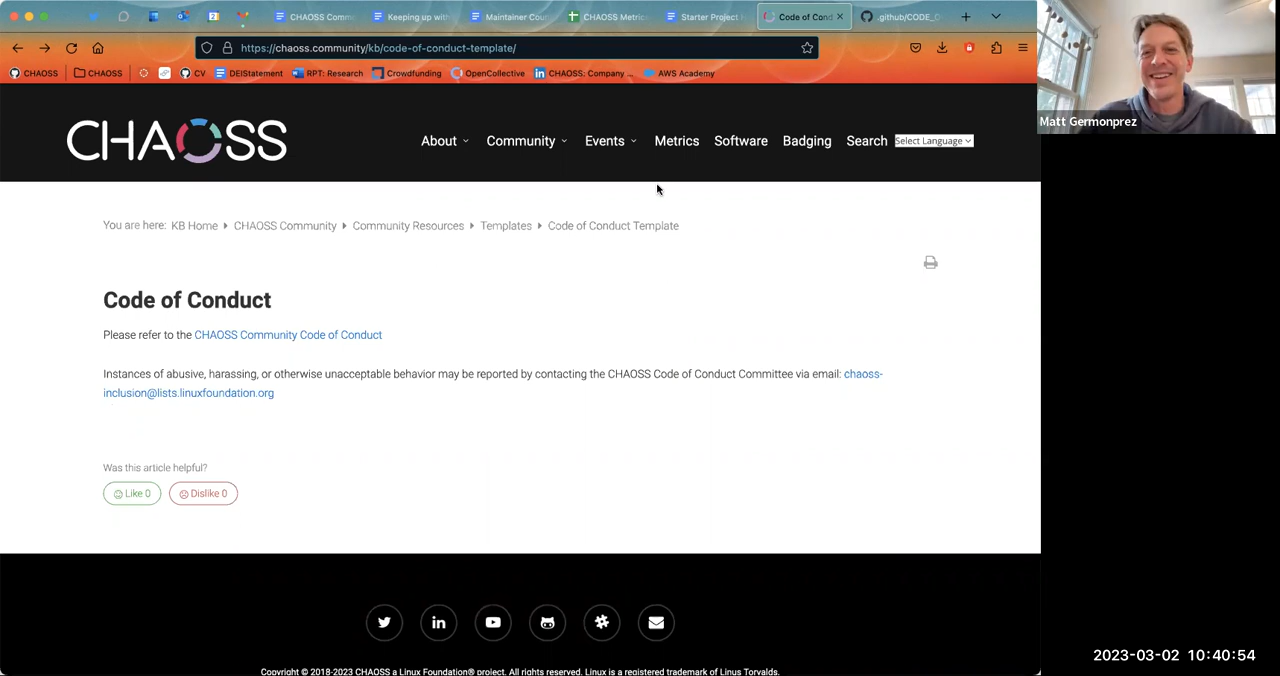 CHAOSS Comm
Keeping up with
Maintainer Cour
CHAOSS Metric
Starter Project
Code of Cond
.github/CODE_C
https://chaoss.community/kb/code-of-conduct-template/
CHAOSS
CHAOSS
CV
DEIStatement
RPT: Research
Crowdfunding
OpenCollective
CHAOSS: Company ...
AWS Academy
Matt Germonprez
CHAOSS
About
Community
Events
Metrics
Software
Badging
Search
Select Language
You are here: KB Home CHAOSS Community Community Resources Templates Code of Conduct Template
Code of Conduct
Please refer to the CHAOSS Community Code of Conduct
Instances of abusive, harassing, or otherwise unacceptable behavior may be reported by contacting the CHAOSS Code of Conduct Committee via email: chaoss-
inclusion@lists.linuxfoundation.org
Was this article helpful?
Like 0
Dislike 0
Copyright © 2018-2023 CHAOSS a Linux Foundation® project. All rights reserved. Linux is a registered trademark of Linus Torvalds.
2023-03-02 10:40:54